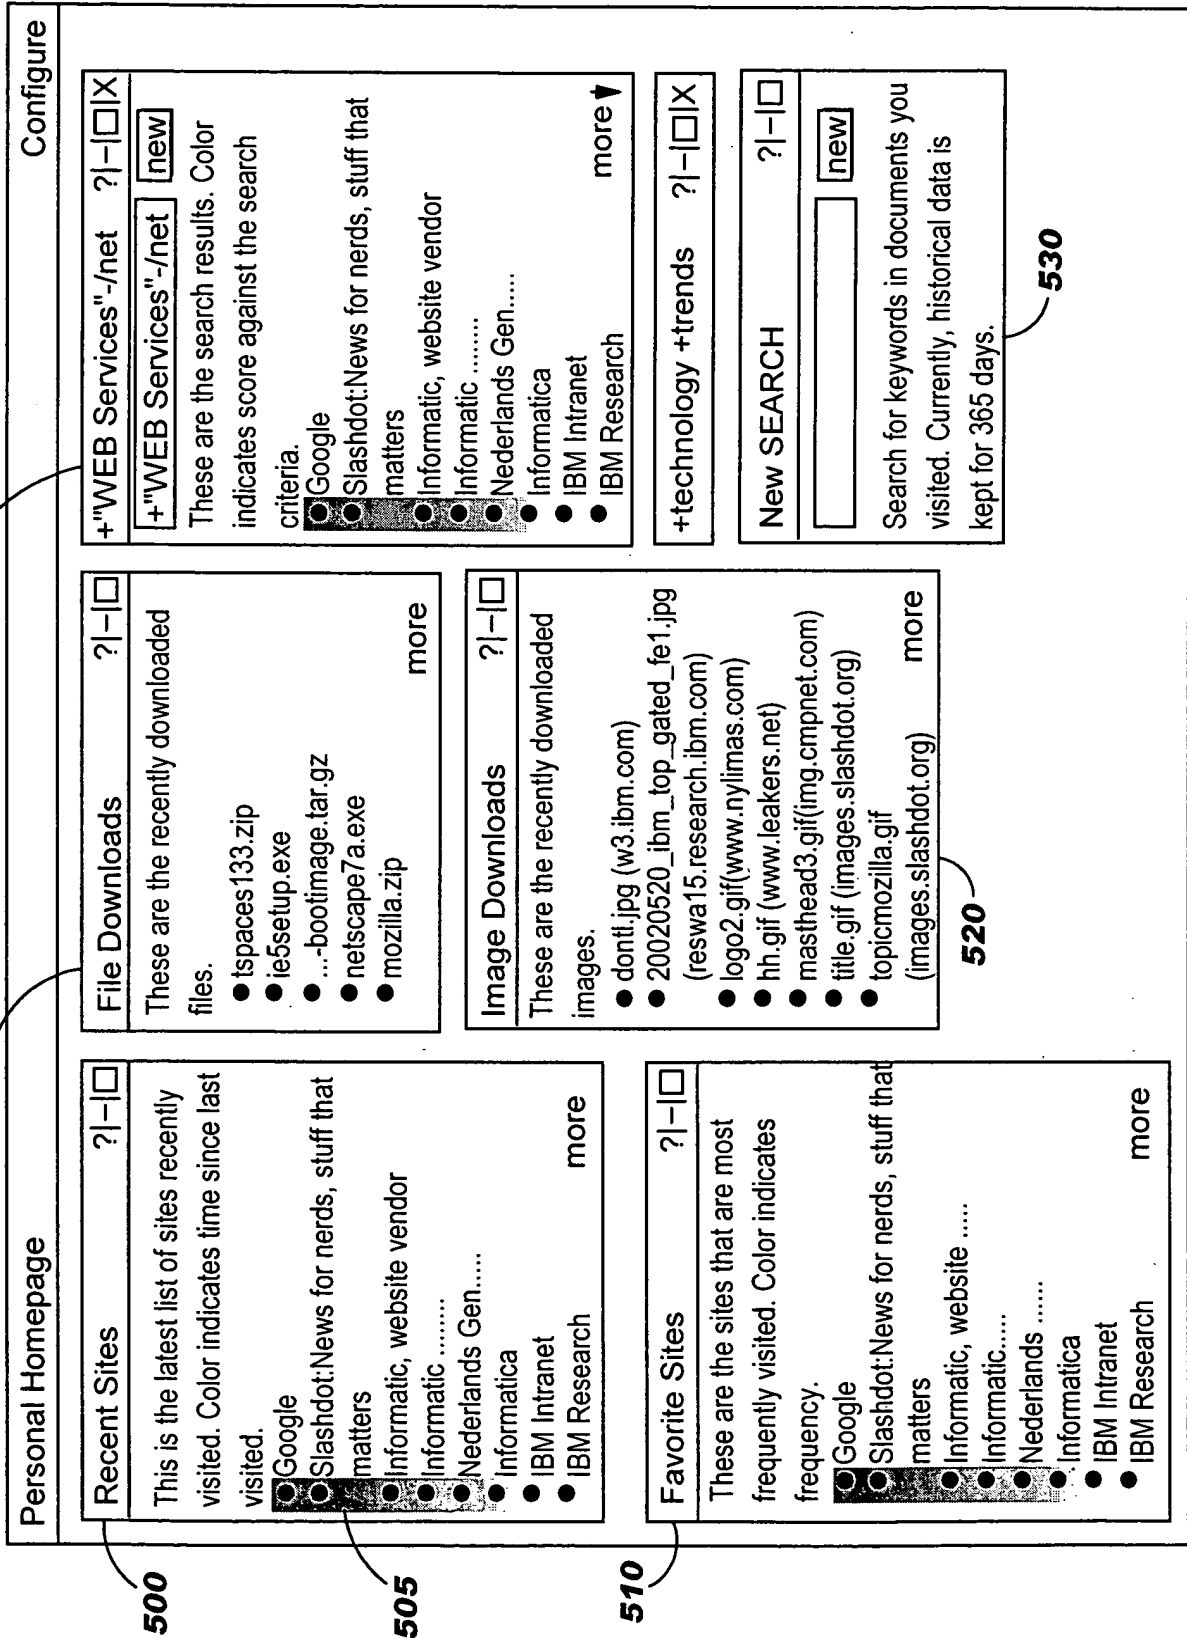 Personal Homepage
Configure
500
Recent Sites ?|–|□
This is the latest list of sites recently
visited. Color indicates time since last
visited.
505
● Google
● Slashdot:News for nerds, stuff that
matters
● Informatic, website vendor
● Informatic ........
● Nederlands Gen.....
● Informatica
● IBM Intranet
● IBM Research
more
510
Favorite Sites ?|–|□
These are the sites that are most
frequently visited. Color indicates
frequency.
● Google
● Slashdot:News for nerds, stuff that
matters
● Informatic, website .....
● Informatic.....
● Nederlands ......
● Informatica
● IBM Intranet
● IBM Research
more
File Downloads ?|–|□
These are the recently downloaded
files.
● tspaces133.zip
● ie5setup.exe
● ...-bootimage.tar.gz
● netscape7a.exe
● mozilla.zip
more
Image Downloads ?|–|□
These are the recently downloaded
images.
● dontl.jpg (w3.ibm.com)
● 20020520_ibm_top_gated_fe1.jpg
(reswa15.research.ibm.com)
● logo2.gif(www.nylimas.com)
● hh.gif (www.leakers.net)
● masthead3.gif(img.cmpnet.com)
● title.gif (images.slashdot.org)
● topicmozilla.gif
(images.slashdot.org)
more
520
+"WEB Services"-/net ?|–|□|X
+"WEB Services"-/net new
These are the search results. Color
indicates score against the search
criteria.
● Google
● Slashdot:News for nerds, stuff that
matters
● Informatic, website vendor
● Informatic ........
● Nederlands Gen.....
● Informatica
● IBM Intranet
● IBM Research
more▼
+technology +trends ?|–|□|X
New SEARCH ?|–|□
new
Search for keywords in documents you
visited. Currently, historical data is
kept for 365 days.
530